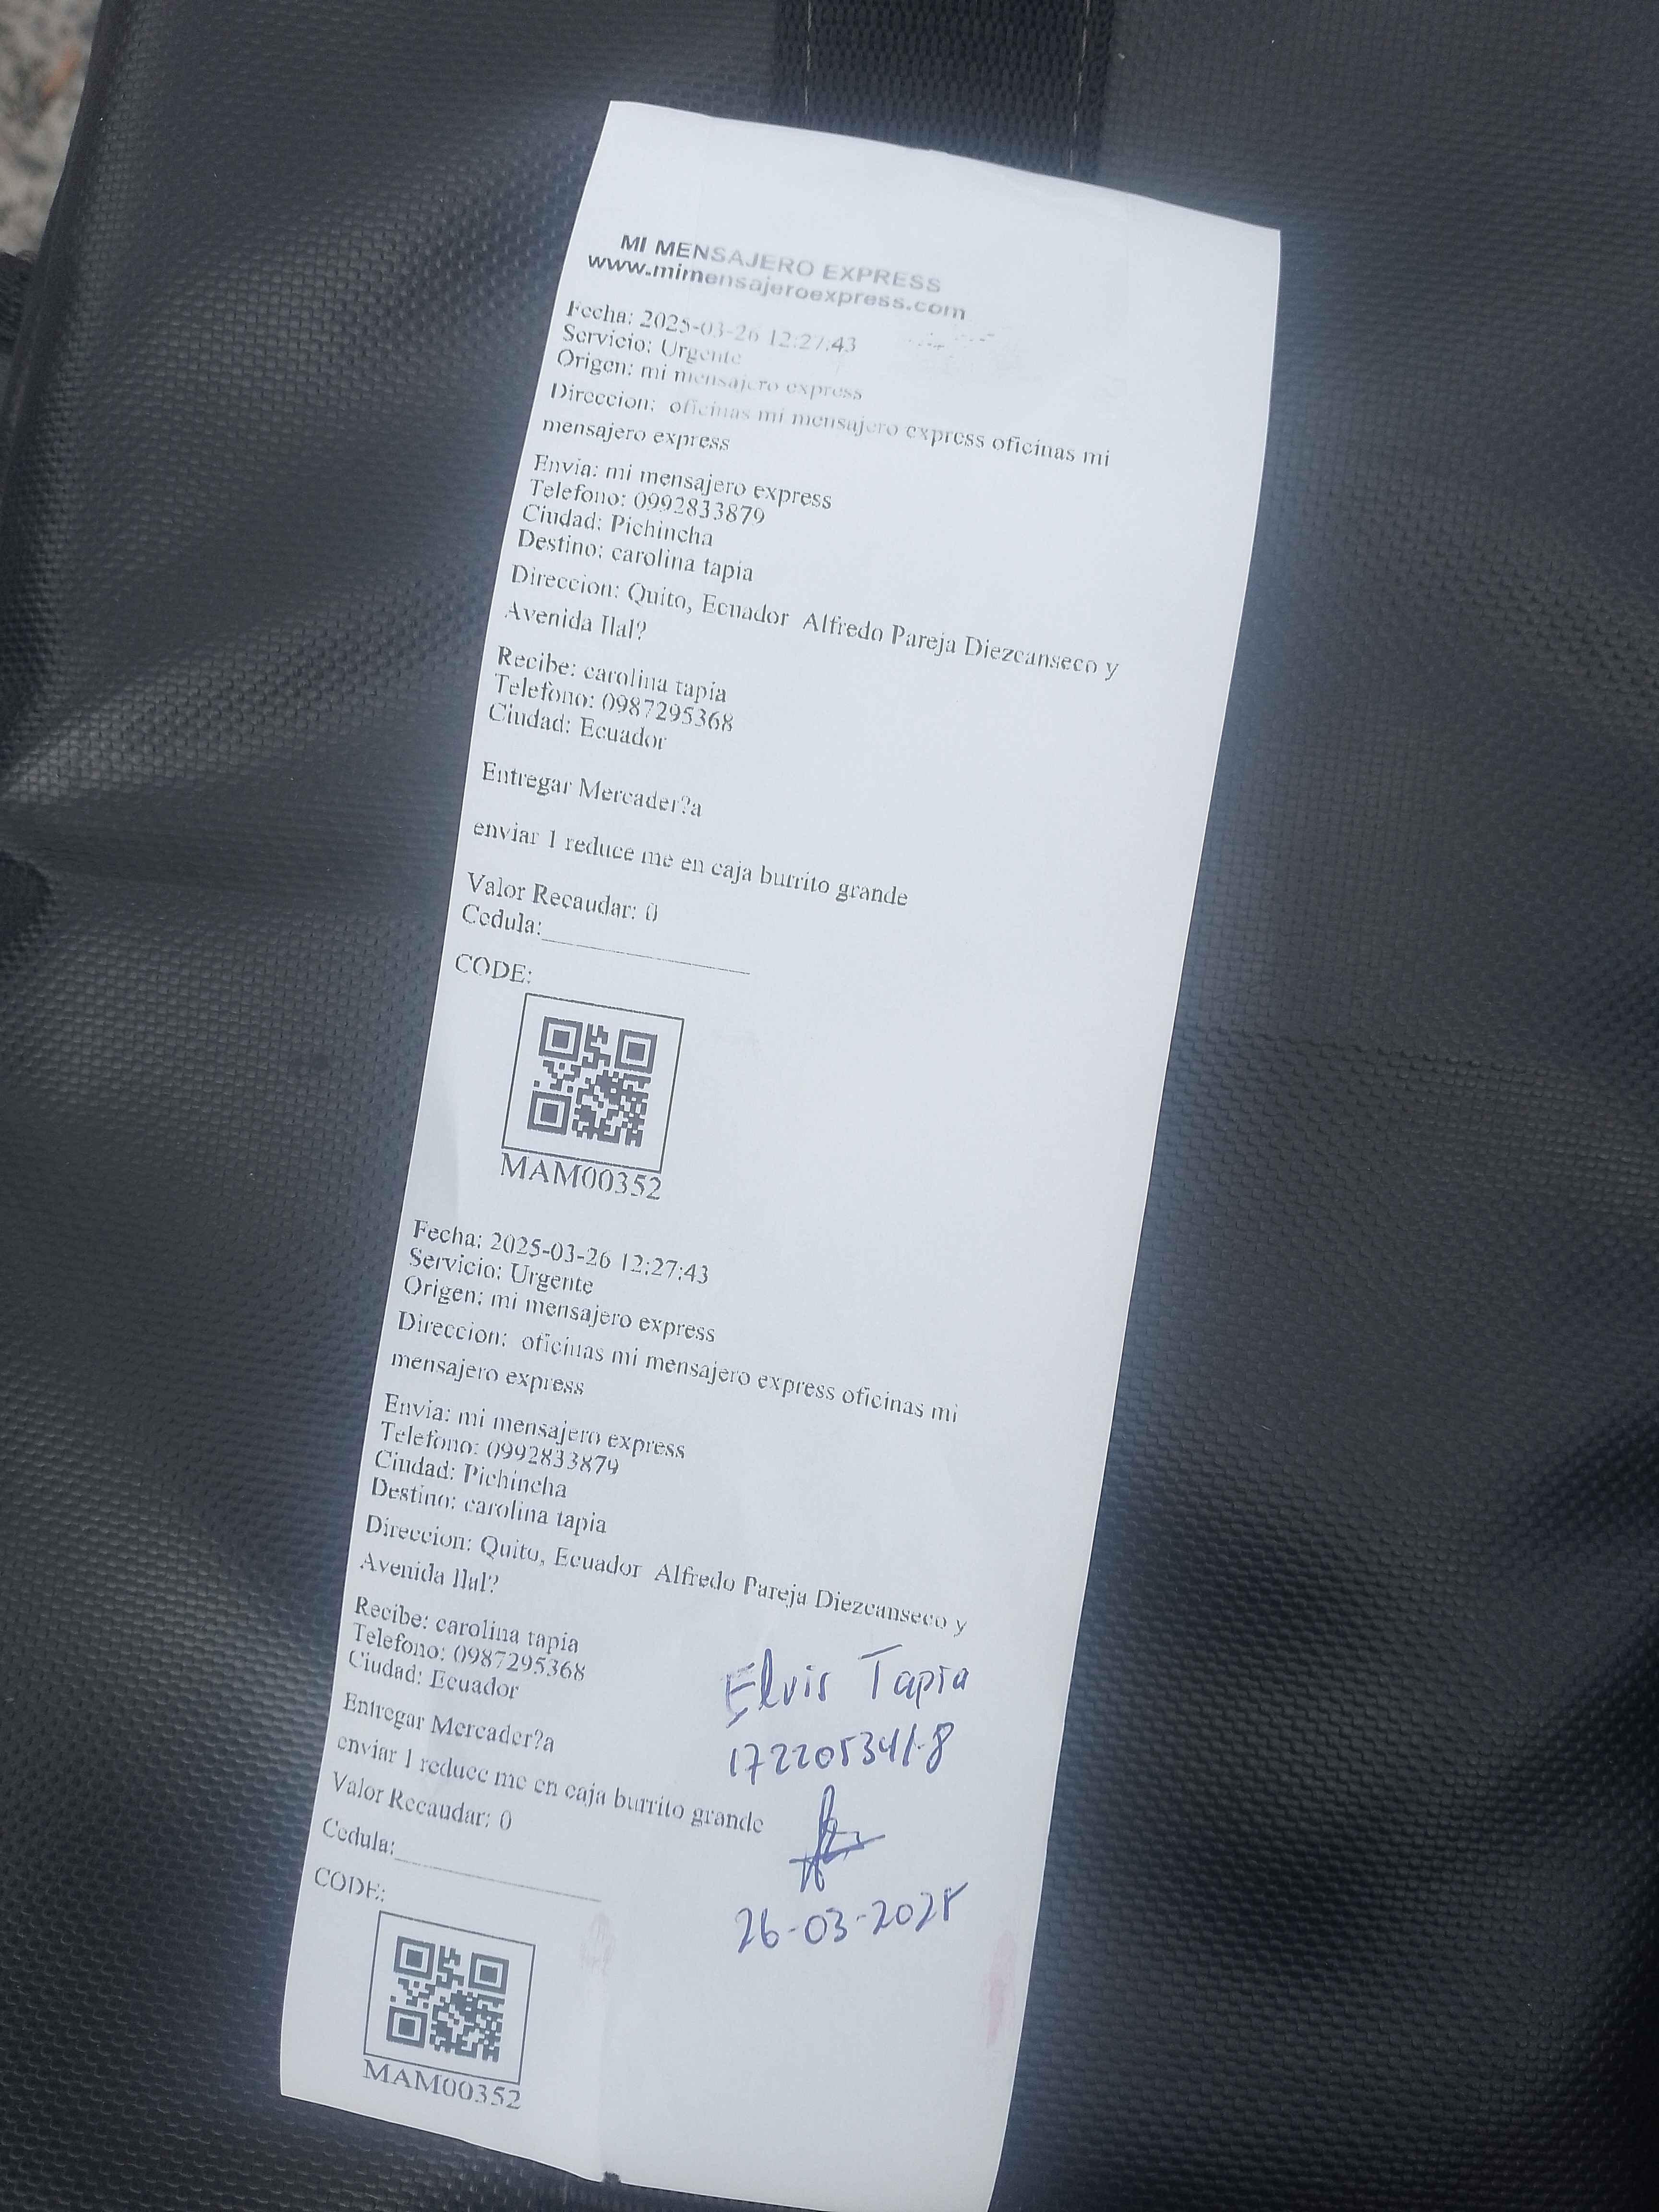 MI MENSAJERO EXPRESS
www.mimensajeroexpress.com
Fecha: 2025-03-26 12:27:43
Servicio: Urgente
Origen: mi mensajero express
Direccion: oficinas mi mensajero express oficinas mi
mensajero express
Envia: mi mensajero express
Telefono: 0992833879
Ciudad: Pichincha
Destino: carolina tapia
Direccion: Quito, Ecuador Alfredo Pareja Diezcanseco y
Avenida Ilal?
Recibe: carolina tapia
Telefono: 0987295368
Ciudad: Ecuador
Entregar Mercader?a
enviar 1 reduce me en caja burrito grande
Valor Recaudar: 0
Cedula:
CODE:
MAM00352
Fecha: 2025-03-26 12:27:43
Servicio: Urgente
Origen: mi mensajero express
Direccion: oficinas mi mensajero express oficinas mi
mensajero express
Envia: mi mensajero express
Telefono: 0992833879
Ciudad: Pichincha
Destino: carolina tapia
Direccion: Quito, Ecuador Alfredo Pareja Diezcanseco y
Avenida Ilal?
Recibe: carolina tapia
Telefono: 0987295368
Ciudad: Ecuador
Entregar Mercader?a
enviar 1 reduce me en caja burrito grande
Valor Recaudar: 0
Cedula:
CODE:
MAM00352
Elvis Tapia
172205341-8
26-03-2025